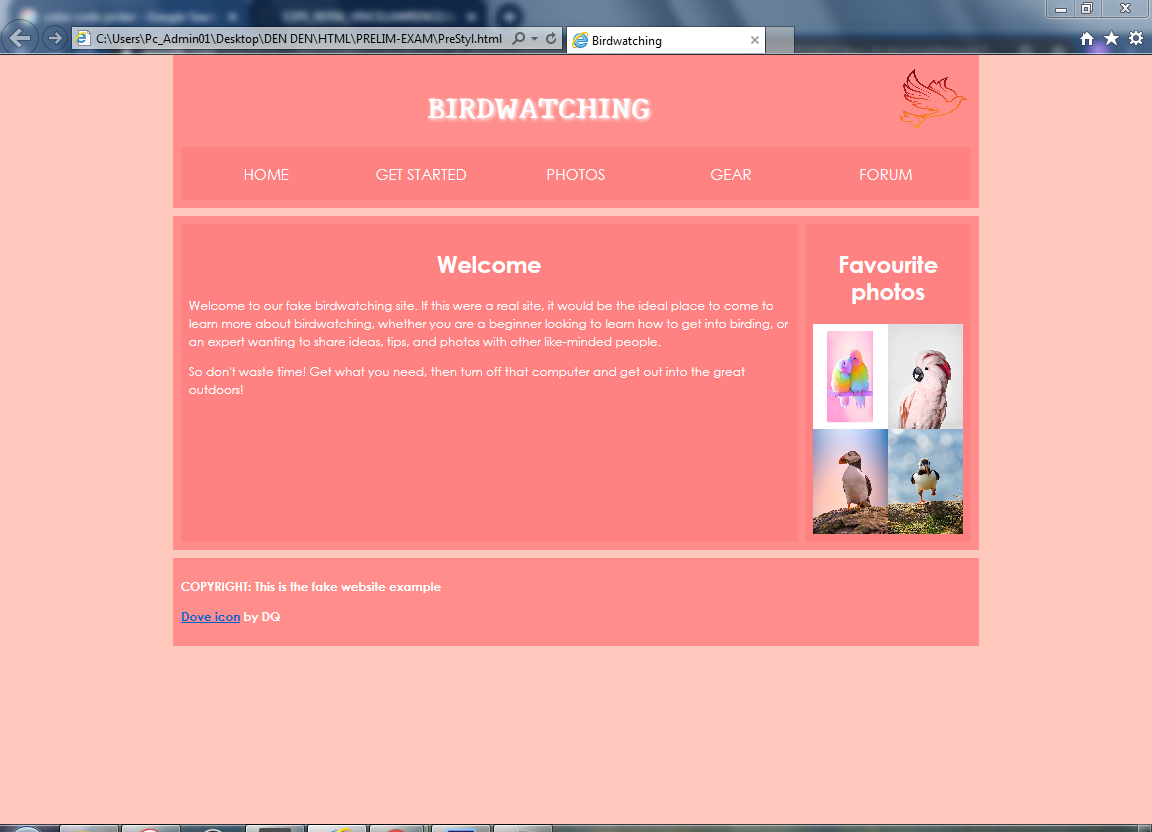 C:\Users\Pc_Admin01\Desktop\DEN DEN\HTML\PRELIM-EXAM\PreStyl.html
Birdwatching
BIRDWATCHING
HOME GET STARTED PHOTOS GEAR FORUM
Welcome
Welcome to our fake birdwatching site. If this were a real site, it would be the ideal place to come to
learn more about birdwatching, whether you are a beginner looking to learn how to get into birding, or
an expert wanting to share ideas, tips, and photos with other like-minded people.
So don't waste time! Get what you need, then turn off that computer and get out into the great
outdoors!
Favourite
photos
COPYRIGHT: This is the fake website example
Dove icon by DQ